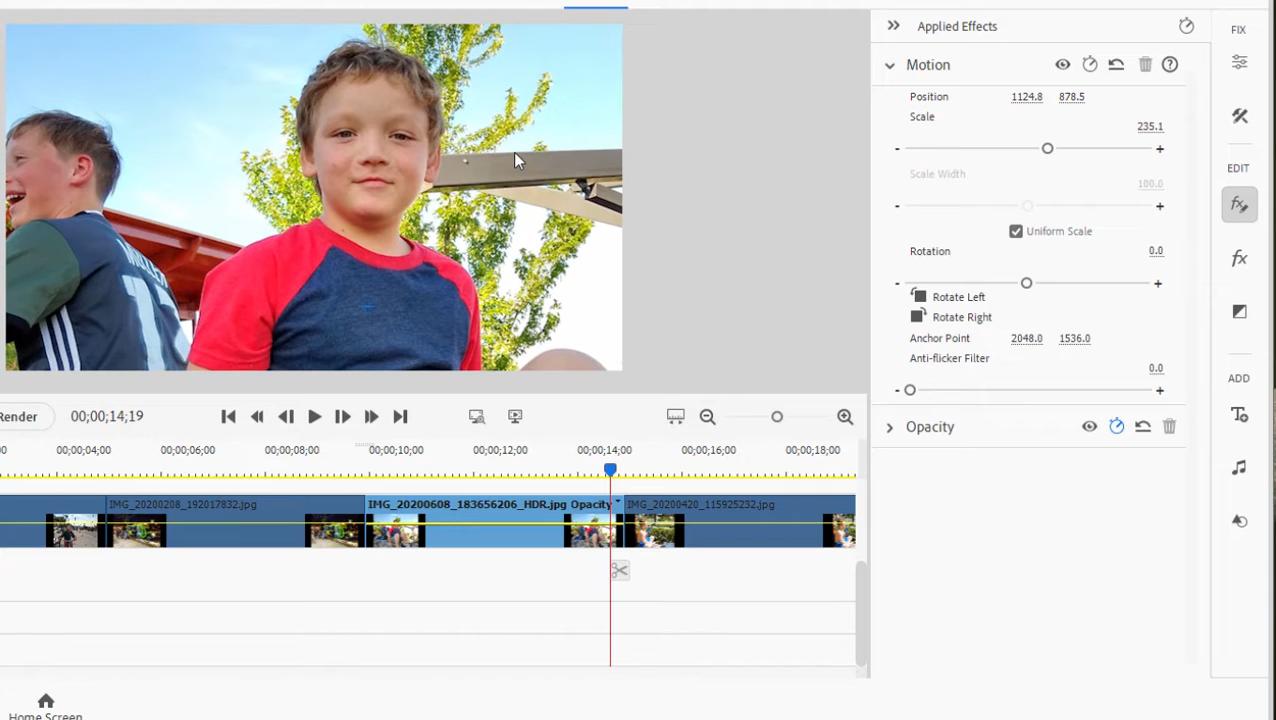 Applied Effects
FIX
Motion
Position 1124.8 878.5
Scale
235.1
- +
EDIT
Scale Width
100.0
- +
Uniform Scale
Rotation 0.0
- +
Rotate Left
Rotate Right
Anchor Point 2048.0 1536.0
Anti-flicker Filter
0.0
- +
ADD
Opacity
Render 00;00;14;19
00;00;04;00 00;00;06;00 00;00;08;00 00;00;10;00 00;00;12;00 00;00;14;00 00;00;16;00 00;00;18;00
IMG_20200208_192017832.jpg IMG_20200608_183656206_HDR.jpg Opacity IMG_20200420_115925232.jpg
Home Screen